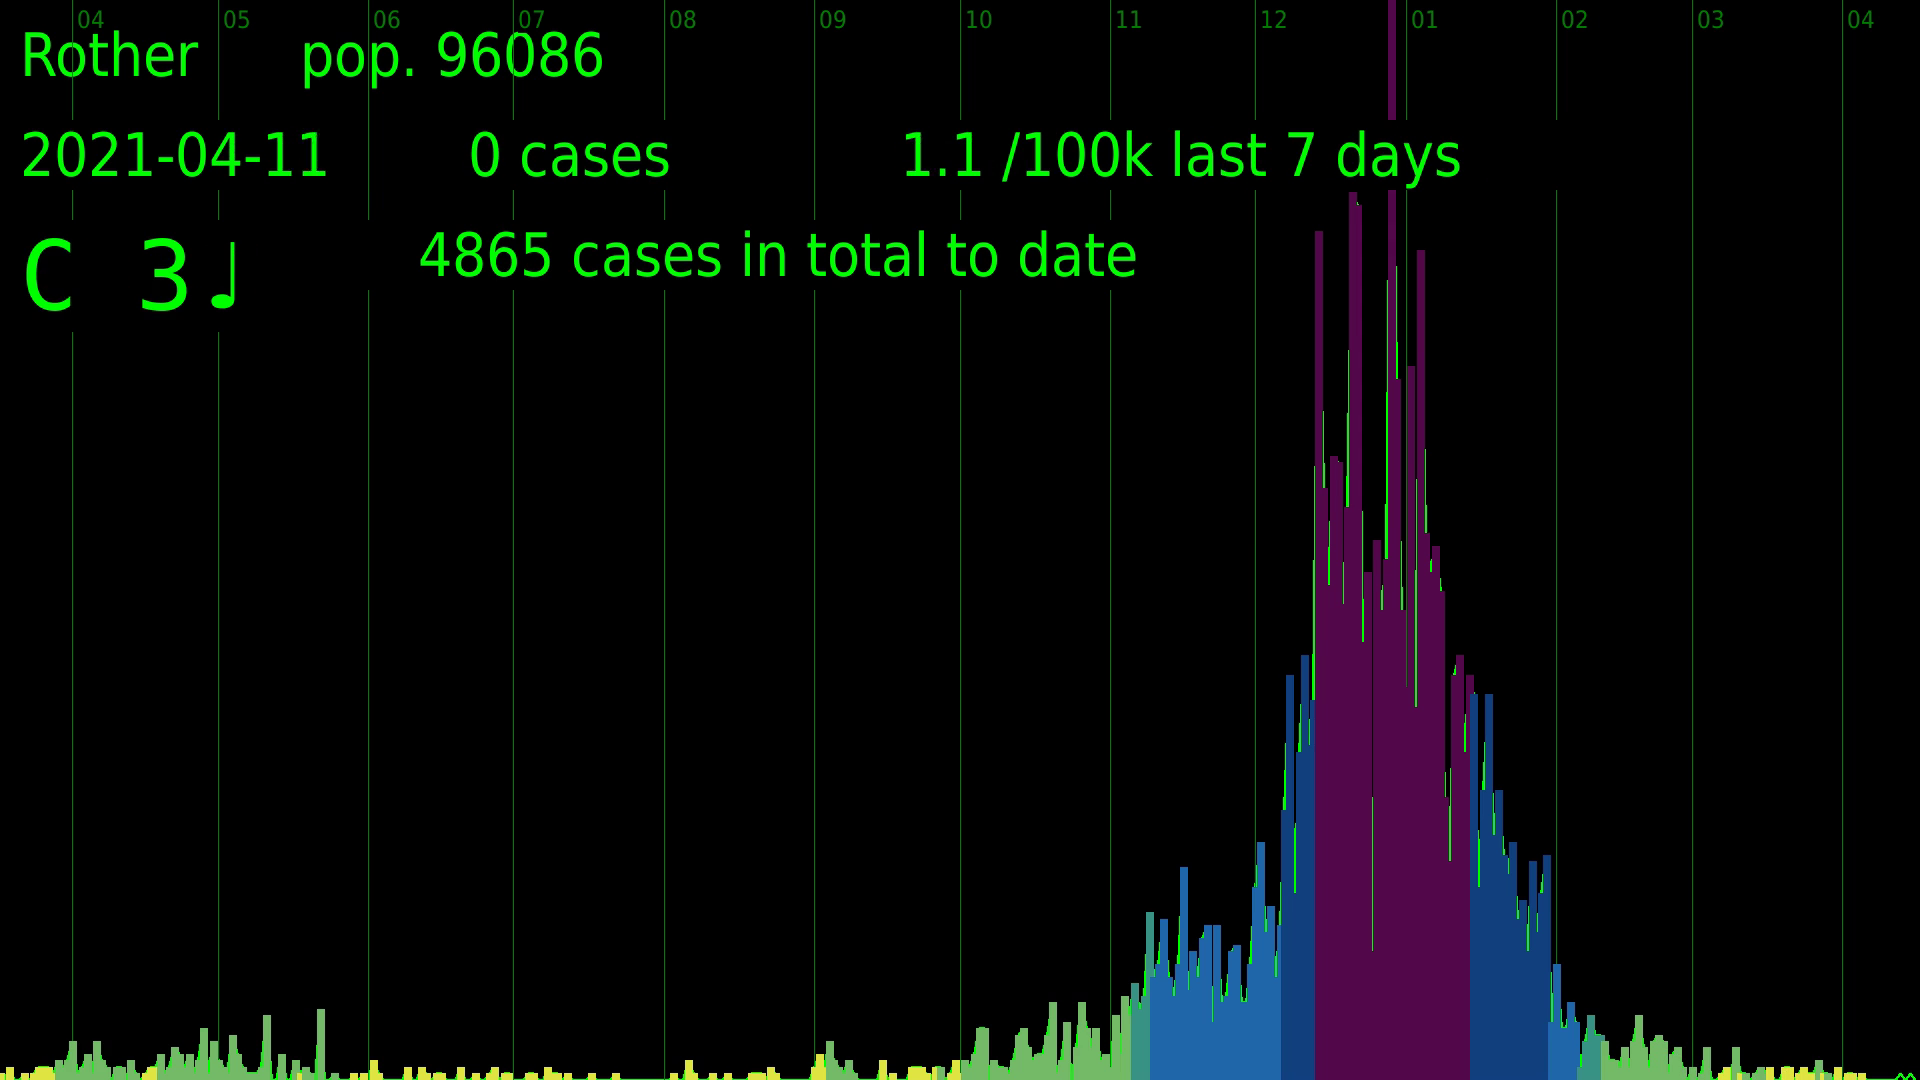 04 05 06 07 08 09 10 11 12 01 02 03 04
Rother pop. 96086
2021-04-11 0 cases 1.1 /100k last 7 days
C 3♩ 4865 cases in total to date